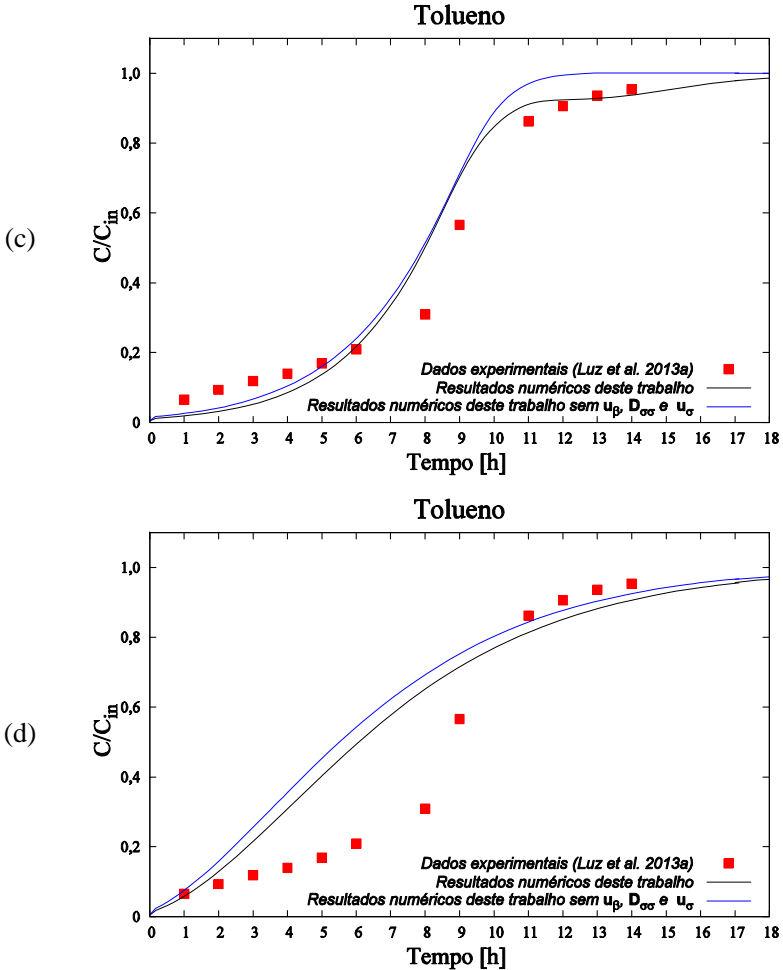 Tolueno
(c)
C/C_in
1,0
0,8
0,6
0,4
0,2
0
Dados experimentais (Luz et al. 2013a)
Resultados numéricos deste trabalho
Resultados numéricos deste trabalho sem u_β, D_σσ e u_σ
0 1 2 3 4 5 6 7 8 9 10 11 12 13 14 15 16 17 18
Tempo [h]
Tolueno
(d)
C/C_in
1,0
0,8
0,6
0,4
0,2
0
Dados experimentais (Luz et al. 2013a)
Resultados numéricos deste trabalho
Resultados numéricos deste trabalho sem u_β, D_σσ e u_σ
0 1 2 3 4 5 6 7 8 9 10 11 12 13 14 15 16 17 18
Tempo [h]